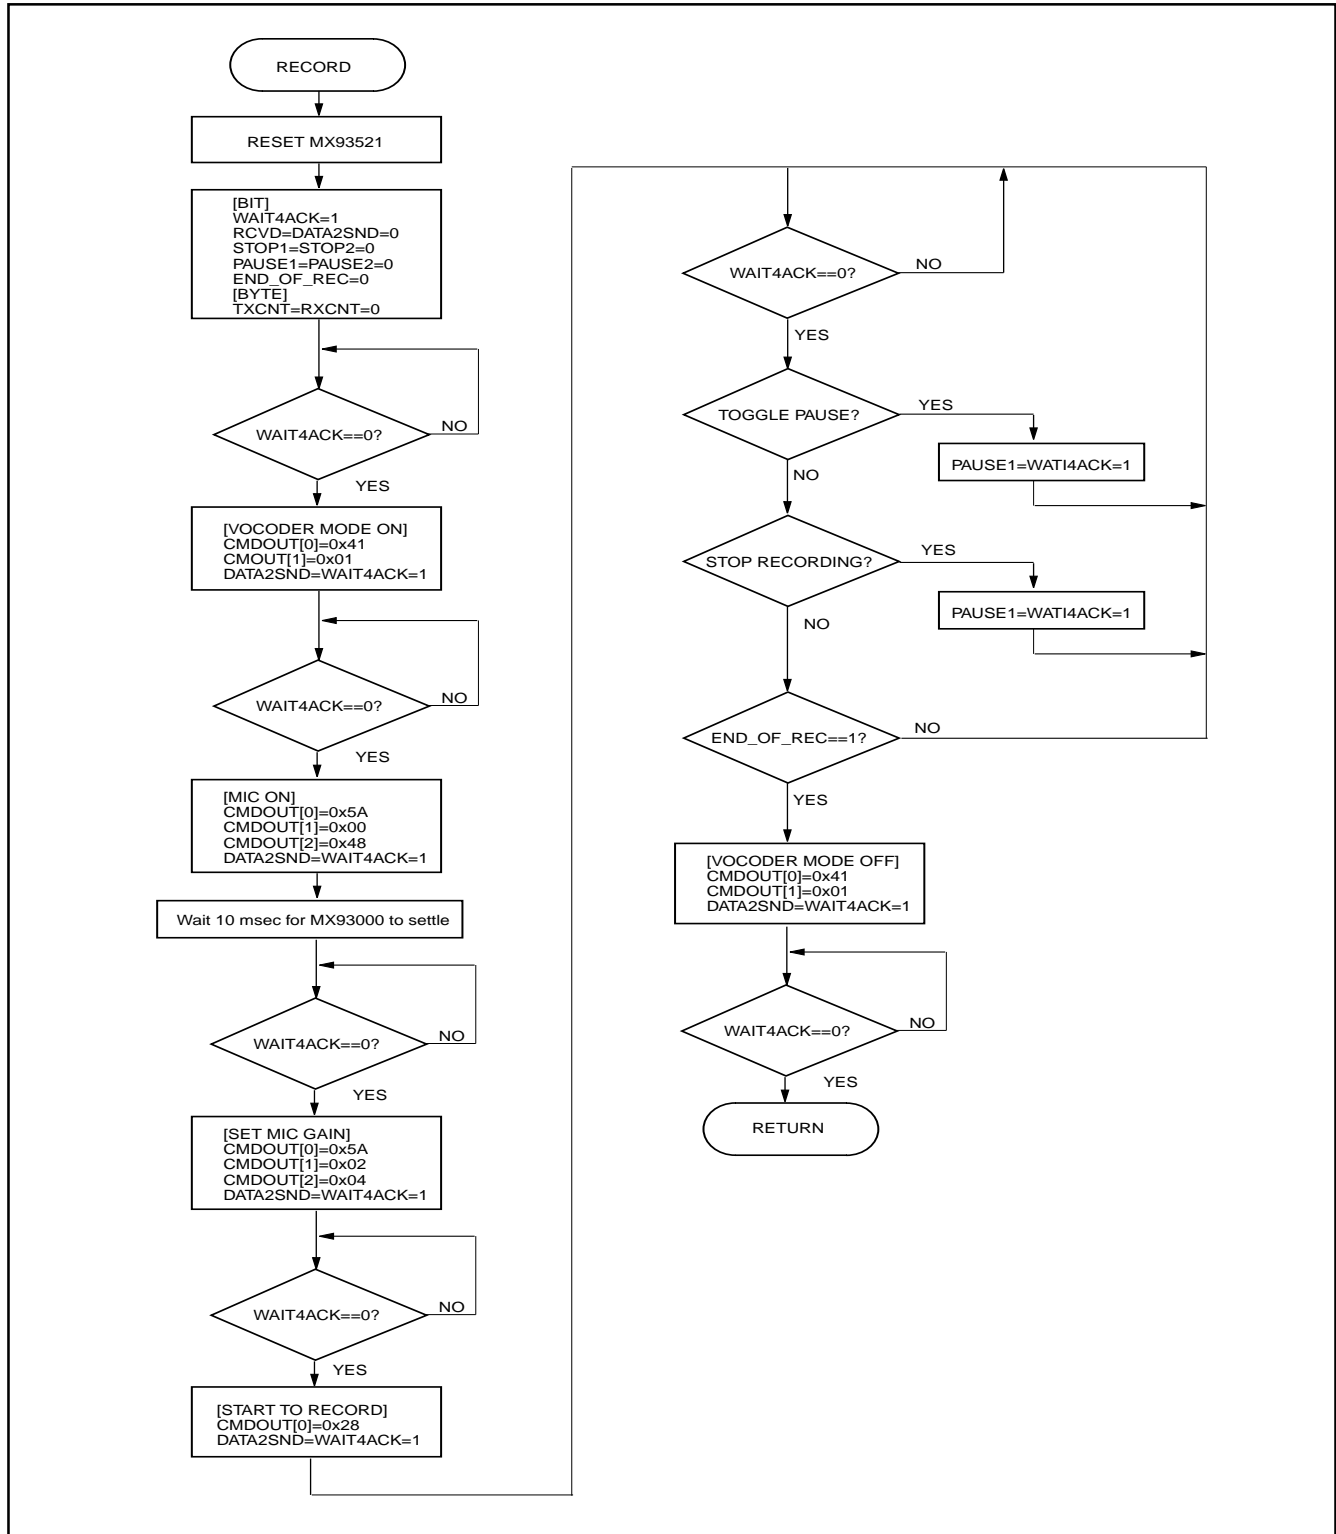 RECORD
RESET MX93521
[BIT]
WAIT4ACK=1
RCVD=DATA2SND=0
STOP1=STOP2=0
PAUSE1=PAUSE2=0
END_OF_REC=0
[BYTE]
TXCNT=RXCNT=0
WAIT4ACK==0?
NO
YES
[VOCODER MODE ON]
CMDOUT[0]=0x41
CMOUT[1]=0x01
DATA2SND=WAIT4ACK=1
WAIT4ACK==0?
NO
YES
[MIC ON]
CMDOUT[0]=0x5A
CMDOUT[1]=0x00
CMDOUT[2]=0x48
DATA2SND=WAIT4ACK=1
Wait 10 msec for MX93000 to settle
WAIT4ACK==0?
NO
YES
[SET MIC GAIN]
CMDOUT[0]=0x5A
CMDOUT[1]=0x02
CMDOUT[2]=0x04
DATA2SND=WAIT4ACK=1
WAIT4ACK==0?
NO
YES
[START TO RECORD]
CMDOUT[0]=0x28
DATA2SND=WAIT4ACK=1
WAIT4ACK==0?
NO
YES
TOGGLE PAUSE?
YES
PAUSE1=WATI4ACK=1
NO
STOP RECORDING?
YES
PAUSE1=WATI4ACK=1
NO
END_OF_REC==1?
NO
YES
[VOCODER MODE OFF]
CMDOUT[0]=0x41
CMDOUT[1]=0x01
DATA2SND=WAIT4ACK=1
WAIT4ACK==0?
NO
YES
RETURN